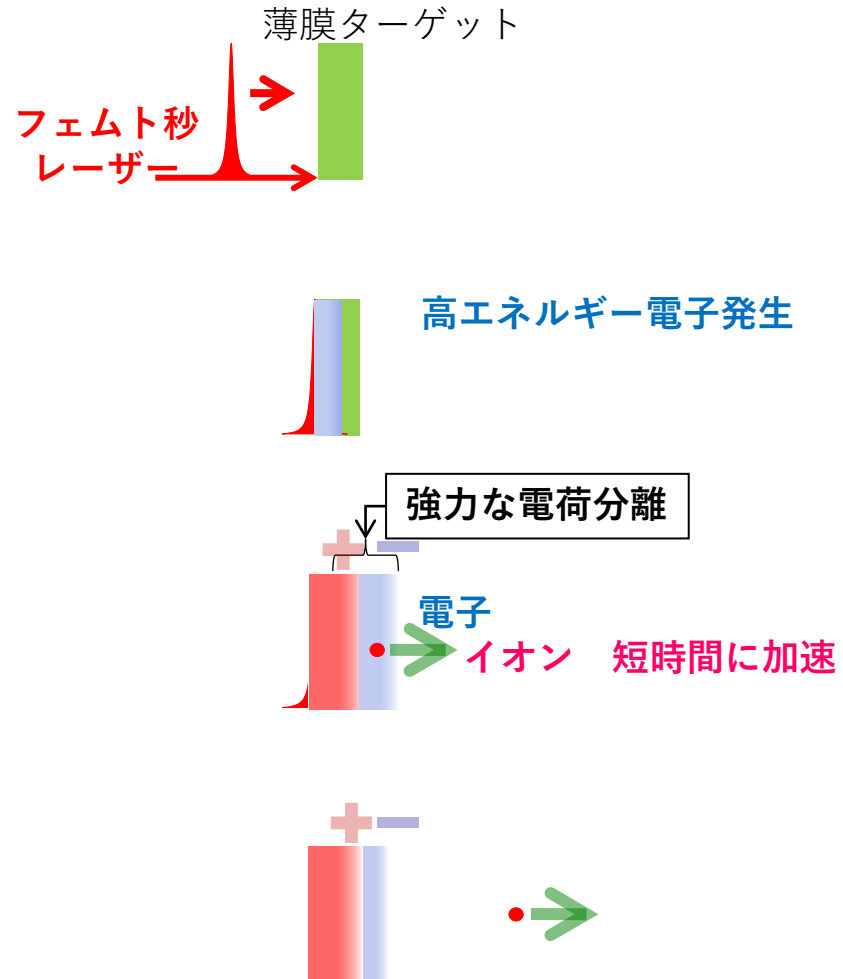 薄膜ターゲット
フェムト秒
レーザー
高エネルギー電子発生
強力な電荷分離
電子
イオン　短時間に加速